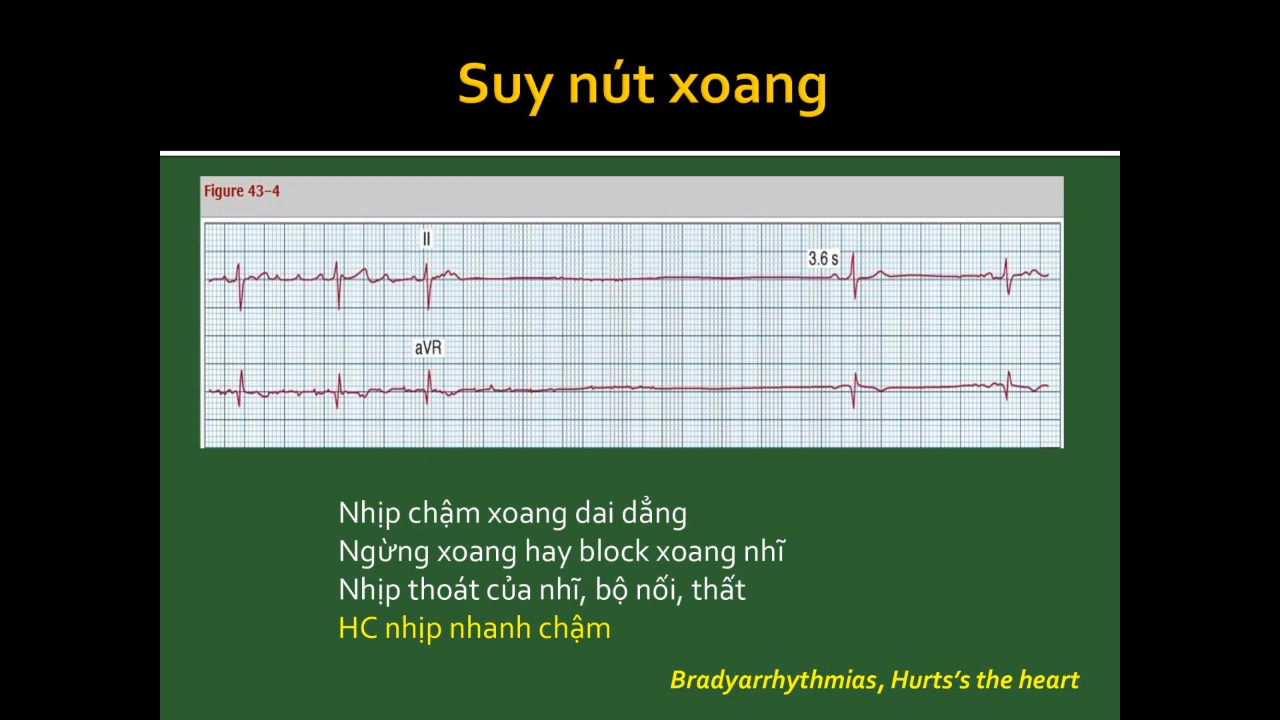 Suy nút xoang
Figure 43–4
II
3.6 s
aVR
Nhịp chậm xoang dai dẳng
Ngừng xoang hay block xoang nhĩ
Nhịp thoát của nhĩ, bộ nối, thất
HC nhịp nhanh chậm
Bradyarrhythmias, Hurts’s the heart